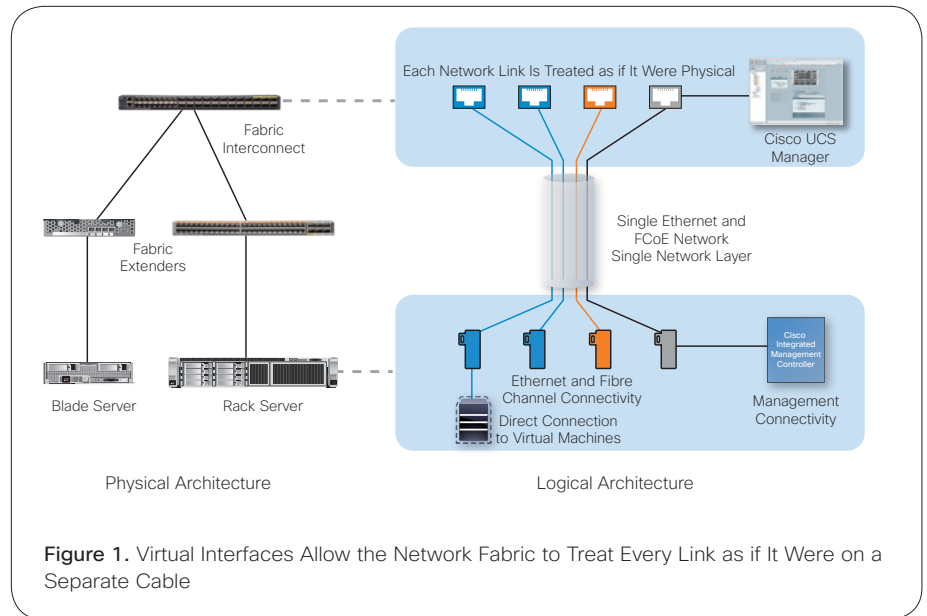 Each Network Link Is Treated as if It Were Physical
Fabric
Interconnect
Cisco UCS
Manager
Fabric
Extenders
Single Ethernet and
FCoE Network
Single Network Layer
Blade Server
Rack Server
Ethernet and Fibre
Channel Connectivity
Direct Connection
to Virtual Machines
Cisco
Integrated
Management
Controller
Management
Connectivity
Physical Architecture
Logical Architecture
Figure 1. Virtual Interfaces Allow the Network Fabric to Treat Every Link as if It Were on a
Separate Cable